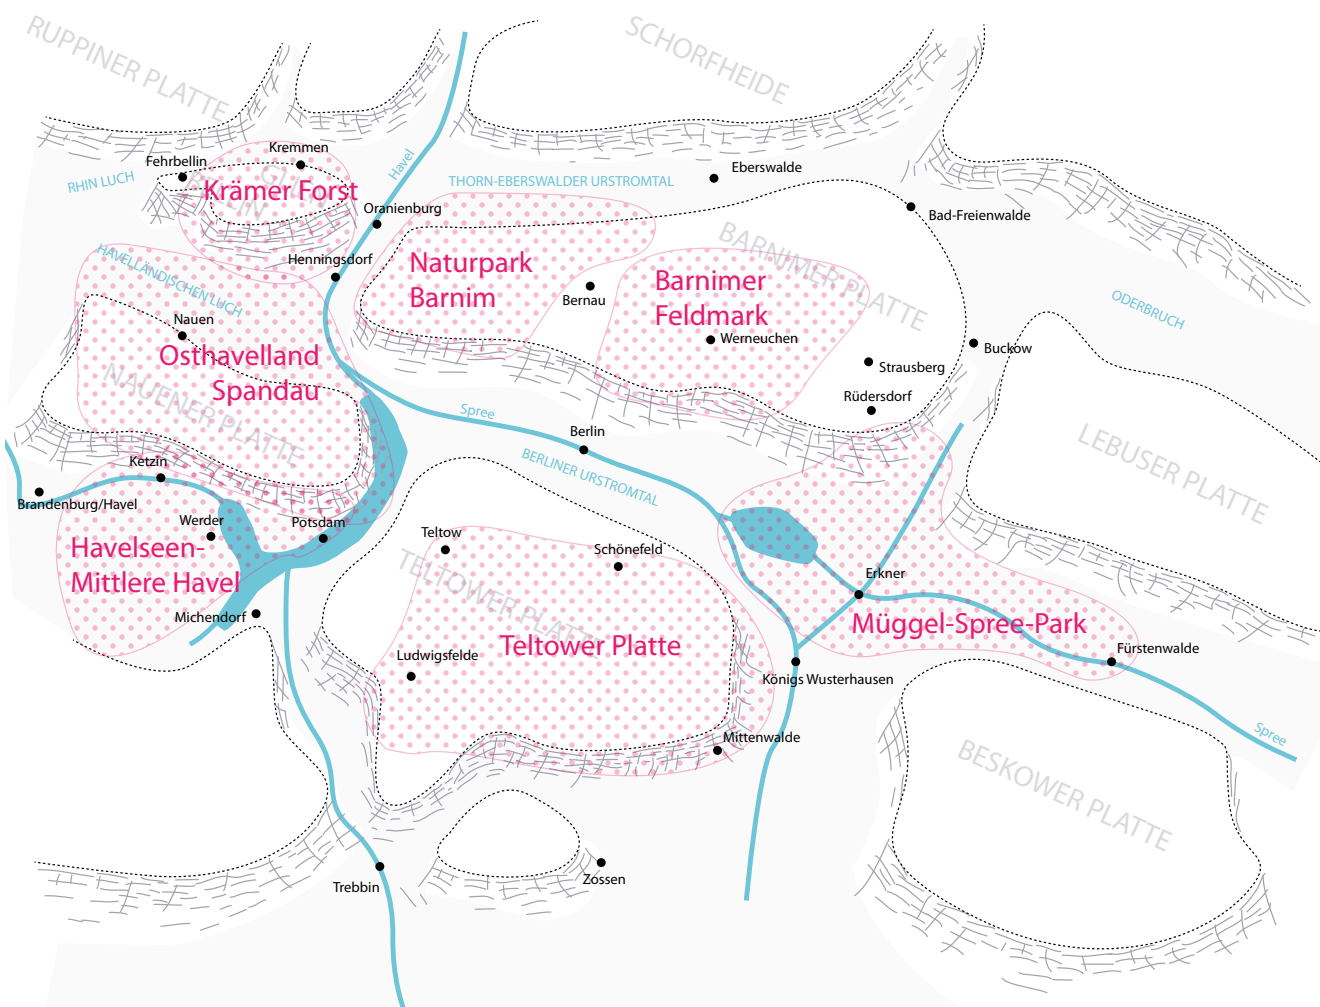 RUPPINER PLATTE
SCHORFHEIDE
Kremmen
Fehrbellin
RHIN LUCH
Krämer Forst
Havel
THORN-EBERSWALDER URSTROMTAL
Eberswalde
Oranienburg
Bad-Freienwalde
BARNIMER PLATTE
HAVELLÄNDISCHEN LUCH
Henningsdorf
Naturpark
Barnim
Bernau
Barnimer
Feldmark
Werneuchen
ODERBRUCH
Nauen
Osthavelland
Spandau
NAUENER PLATTE
Buckow
Strausberg
Rüdersdorf
Spree
Berlin
BERLINER URSTROMTAL
LEBUSER PLATTE
Ketzin
Brandenburg/Havel
Werder
Potsdam
Havelseen-
Mittlere Havel
Michendorf
Teltow
Schönefeld
TELTOWER PLATTE
Teltower Platte
Ludwigsfelde
Erkner
Müggel-Spree-Park
Fürstenwalde
Königs Wusterhausen
Mittenwalde
Spree
BESKOWER PLATTE
Trebbin
Zossen